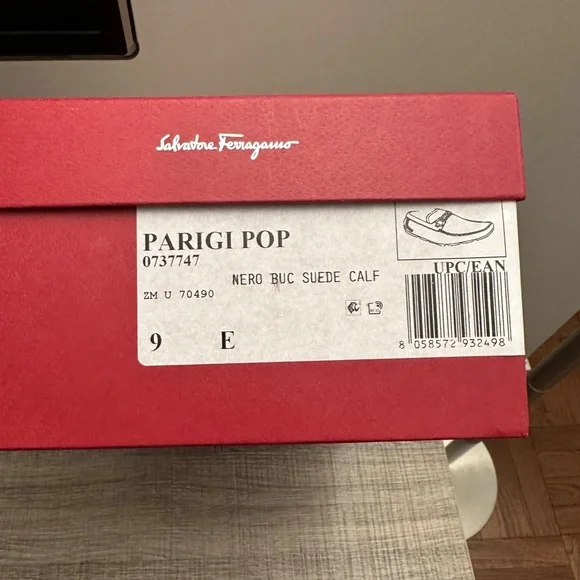 Salvatore Ferragamo
PARIGI POP
0737747
NERO BUC SUEDE CALF
ZM U 70490
9 E
UPC/EAN
8 058572 932498